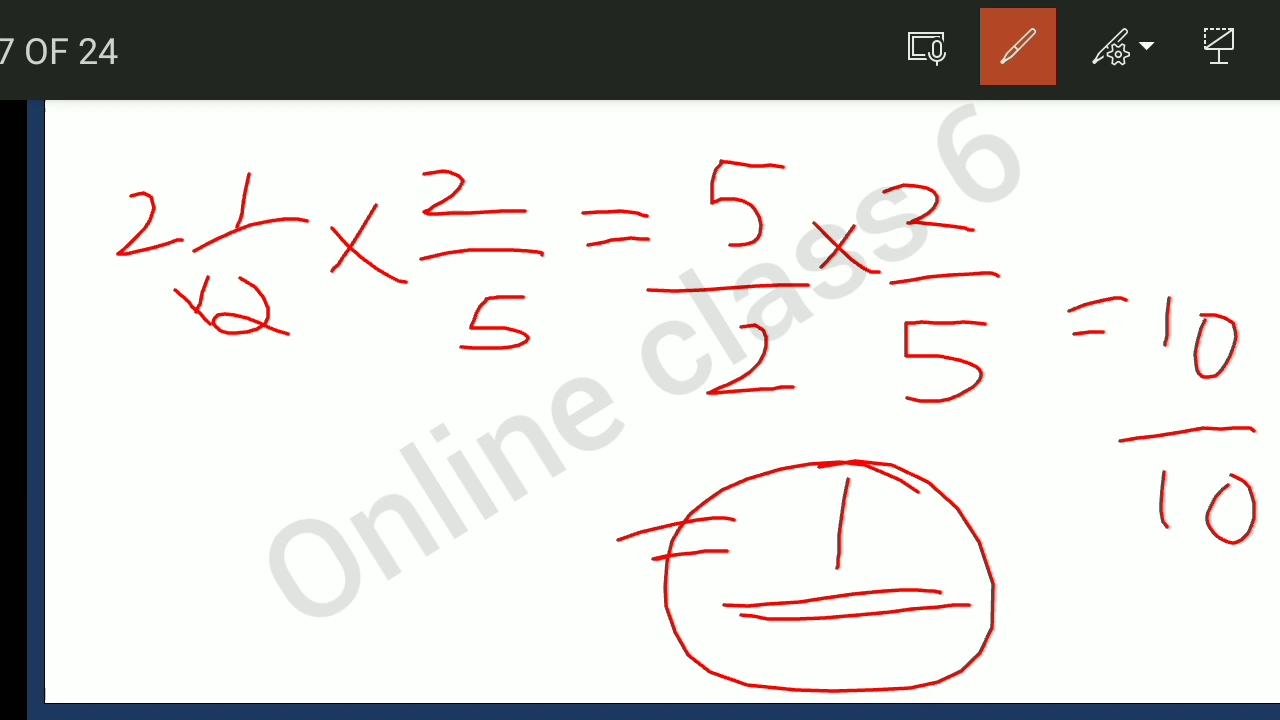 7 OF 24
2 1/2 × 2/5 = 5/2 × 2/5 = 10/10
= 1
Online class 6